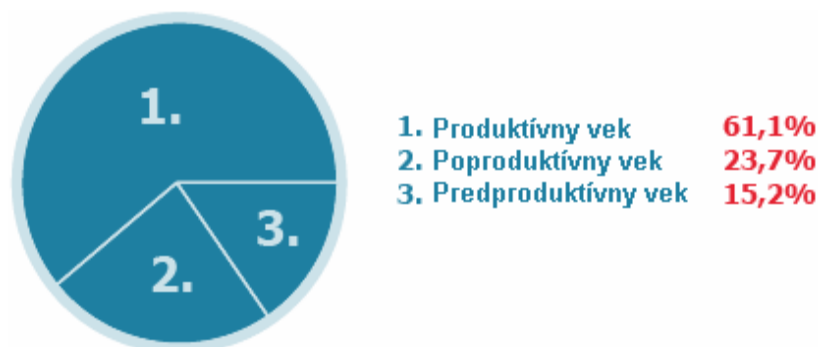 1.
2.
3.
1. Produktívny vek 61,1%
2. Poproduktívny vek 23,7%
3. Predproduktívny vek 15,2%